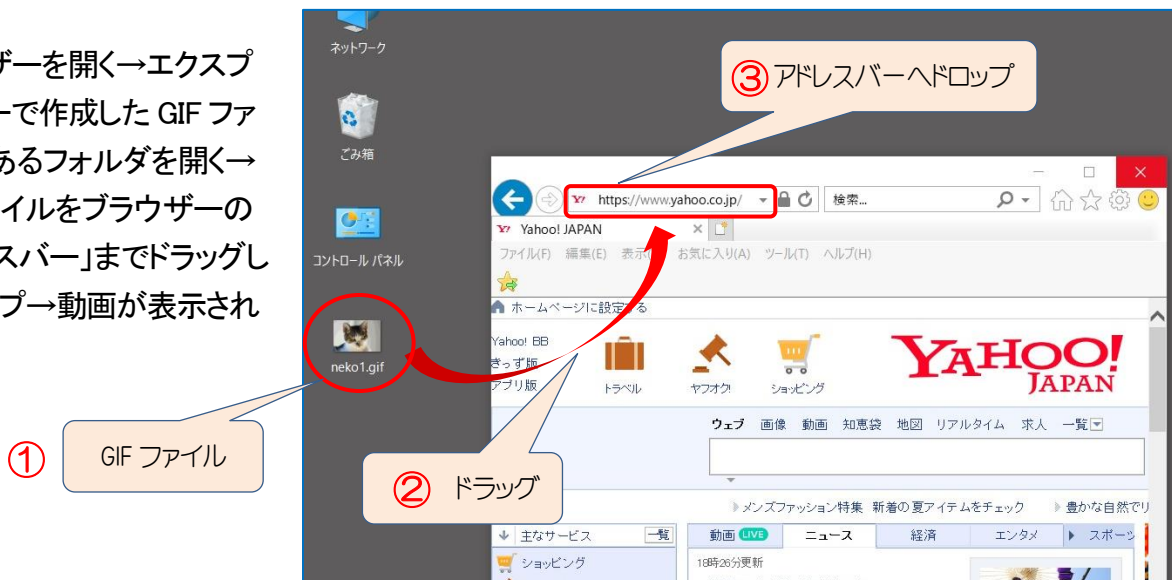 ザーを開く→エクスプ
ーで作成した GIF ファ
あるフォルダを開く→
イルをブラウザーの
スバー」までドラッグし
プ→動画が表示され
① GIF ファイル
② ドラッグ
③ アドレスバーへドロップ
ネットワーク
ごみ箱
コントロール パネル
neko1.gif
https://www.yahoo.co.jp/
検索...
Yahoo! JAPAN
ファイル(F) 編集(E) お気に入り(A) ツール(T) ヘルプ(H)
ホームページに設定する
Yahoo! BB
きっず版
アプリ版
トラベル ヤフオク! ショッピング
YAHOO!
JAPAN
ウェブ 画像 動画 知恵袋 地図 リアルタイム 求人 一覧
メンズファッション特集 新着の夏アイテムをチェック 豊かな自然でリ
主なサービス 一覧
動画 LIVE ニュース 経済 エンタメ スポーツ
ショッピング
18時26分更新